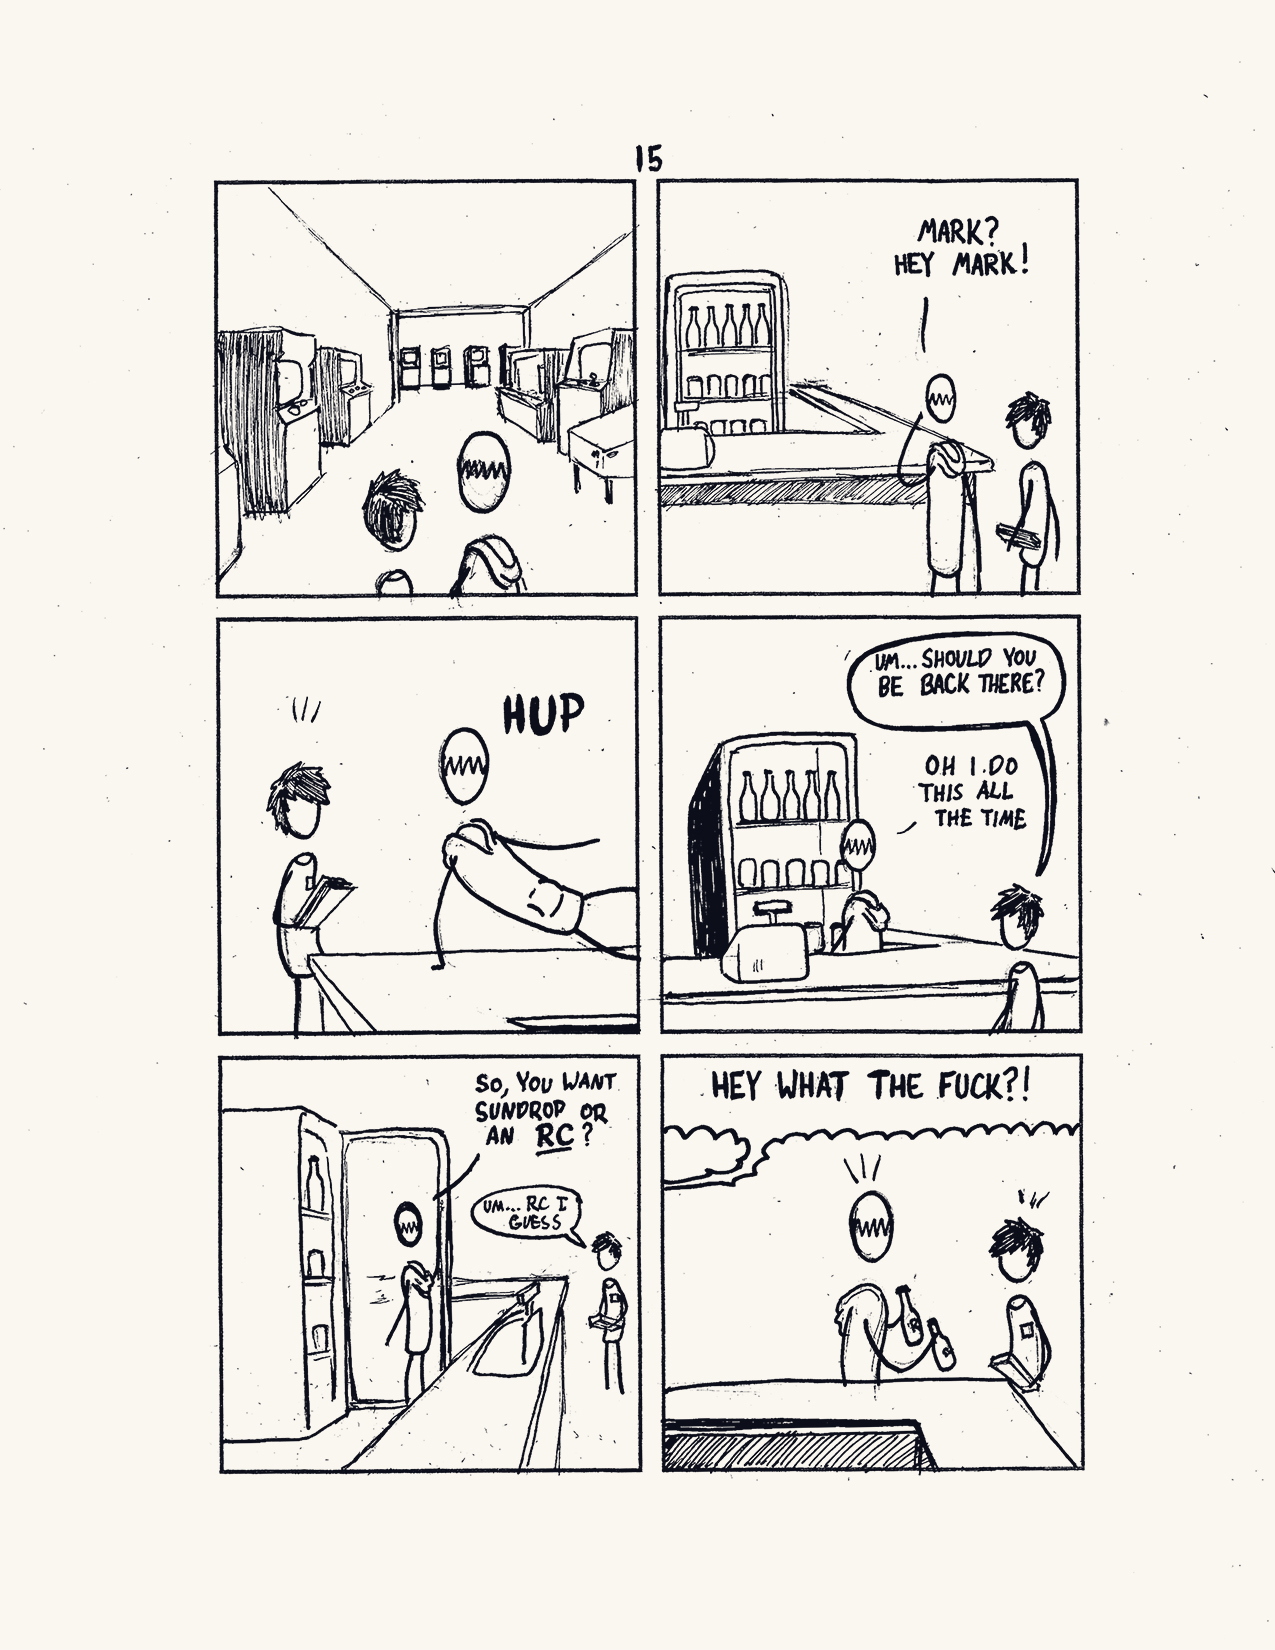 15
MARK?
HEY MARK!
HUP
UM... SHOULD YOU
BE BACK THERE?
OH I DO
THIS ALL
THE TIME
SO, YOU WANT
SUNDROP OR
AN RC?
UM... RC I
GUESS
HEY WHAT THE FUCK?!
R
R